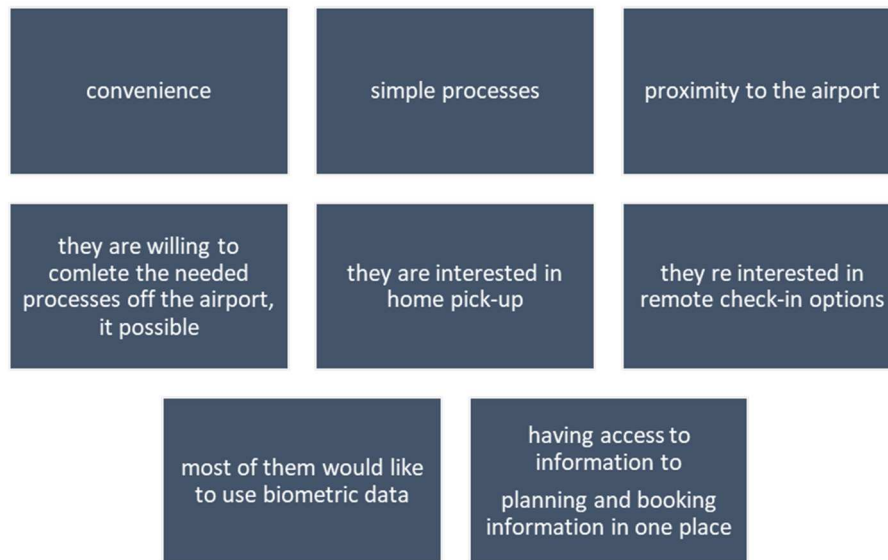 convenience
simple processes
proximity to the airport
they are willing to
comlete the needed
processes off the airport,
it possible
they are interested in
home pick-up
they re interested in
remote check-in options
most of them would like
to use biometric data
having access to
information to
planning and booking
information in one place